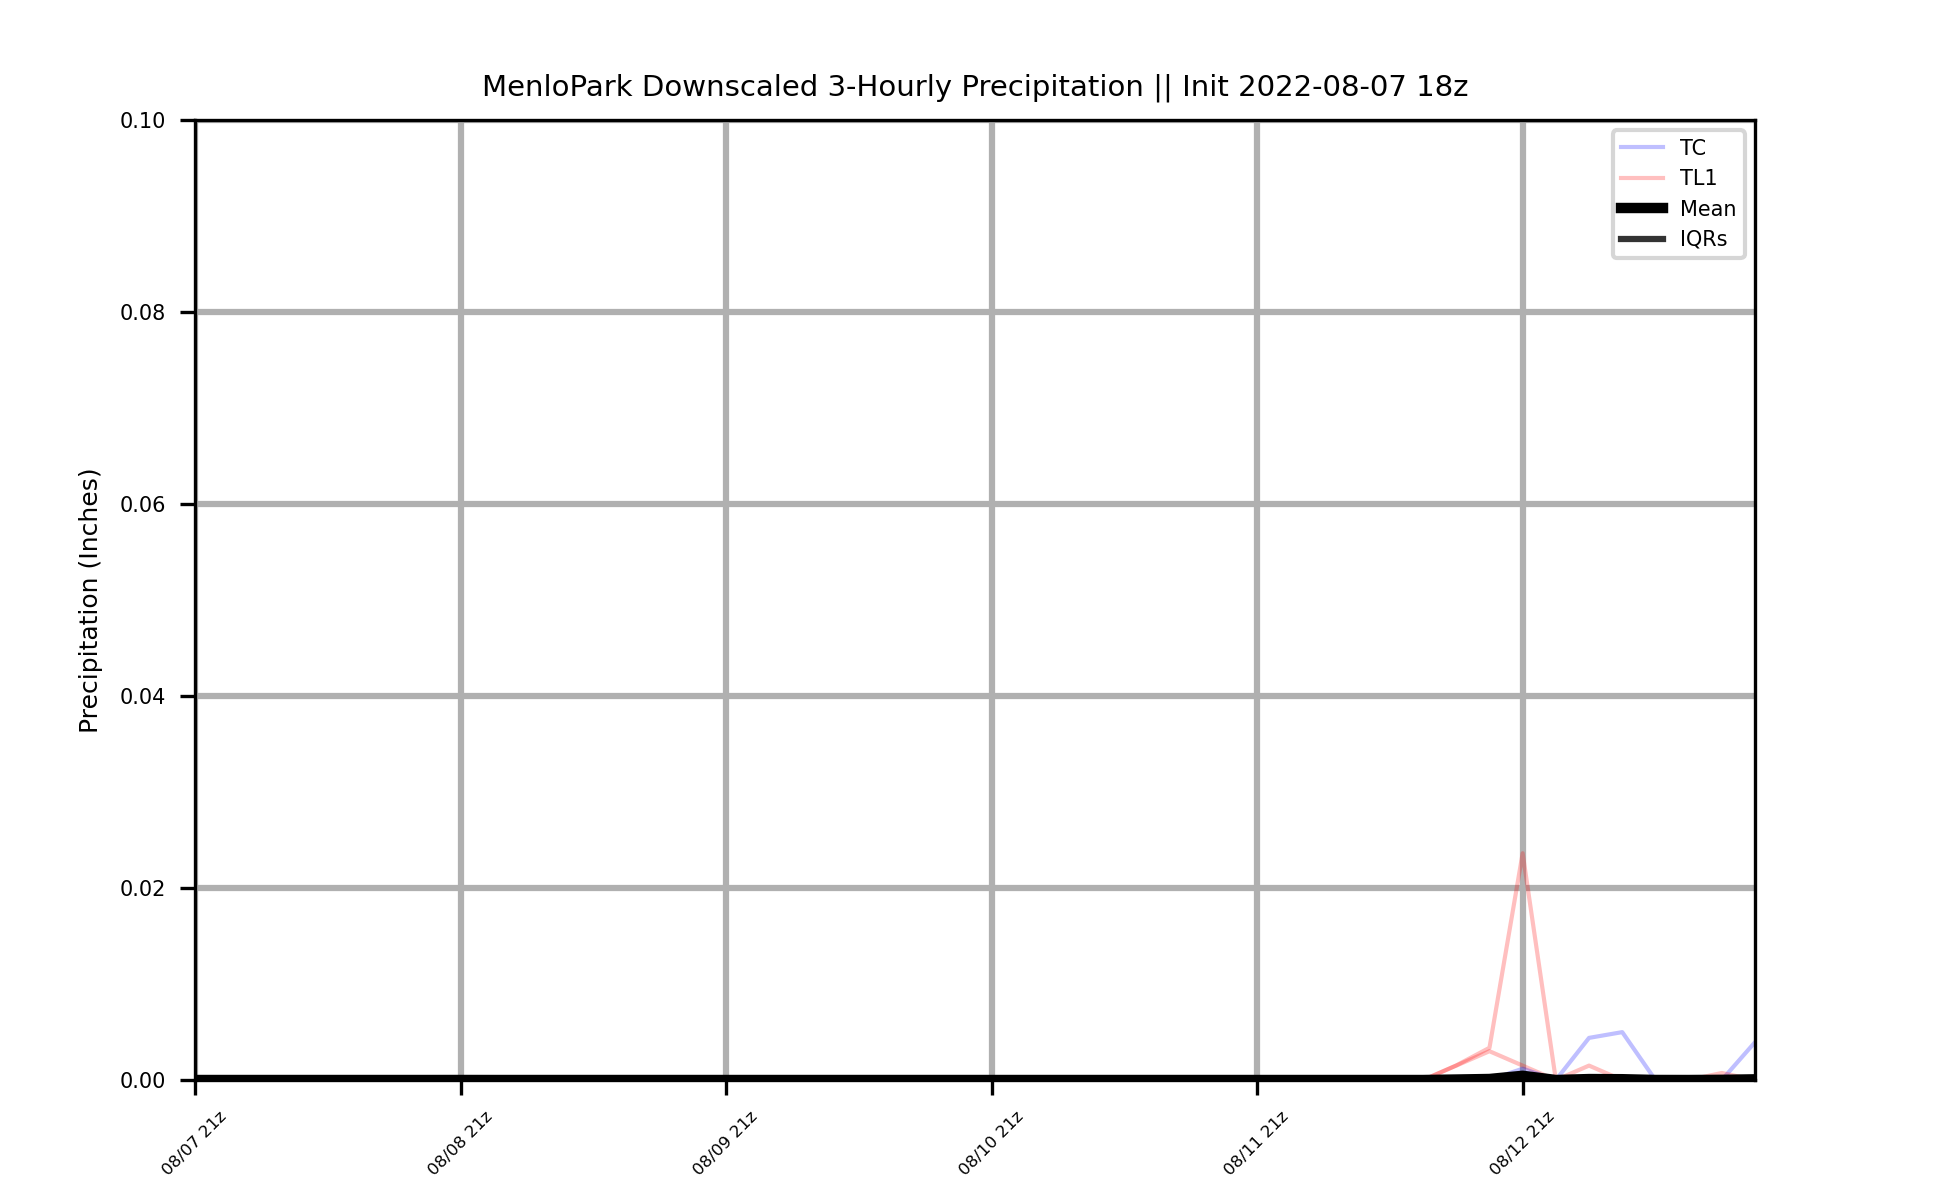 MenloPark Downscaled 3-Hourly Precipitation || Init 2022-08-07 18z
TC
TL1
Mean
IQRs
Precipitation (Inches)
0.10
0.08
0.06
0.04
0.02
0.00
08/07 21z
08/08 21z
08/09 21z
08/10 21z
08/11 21z
08/12 21z